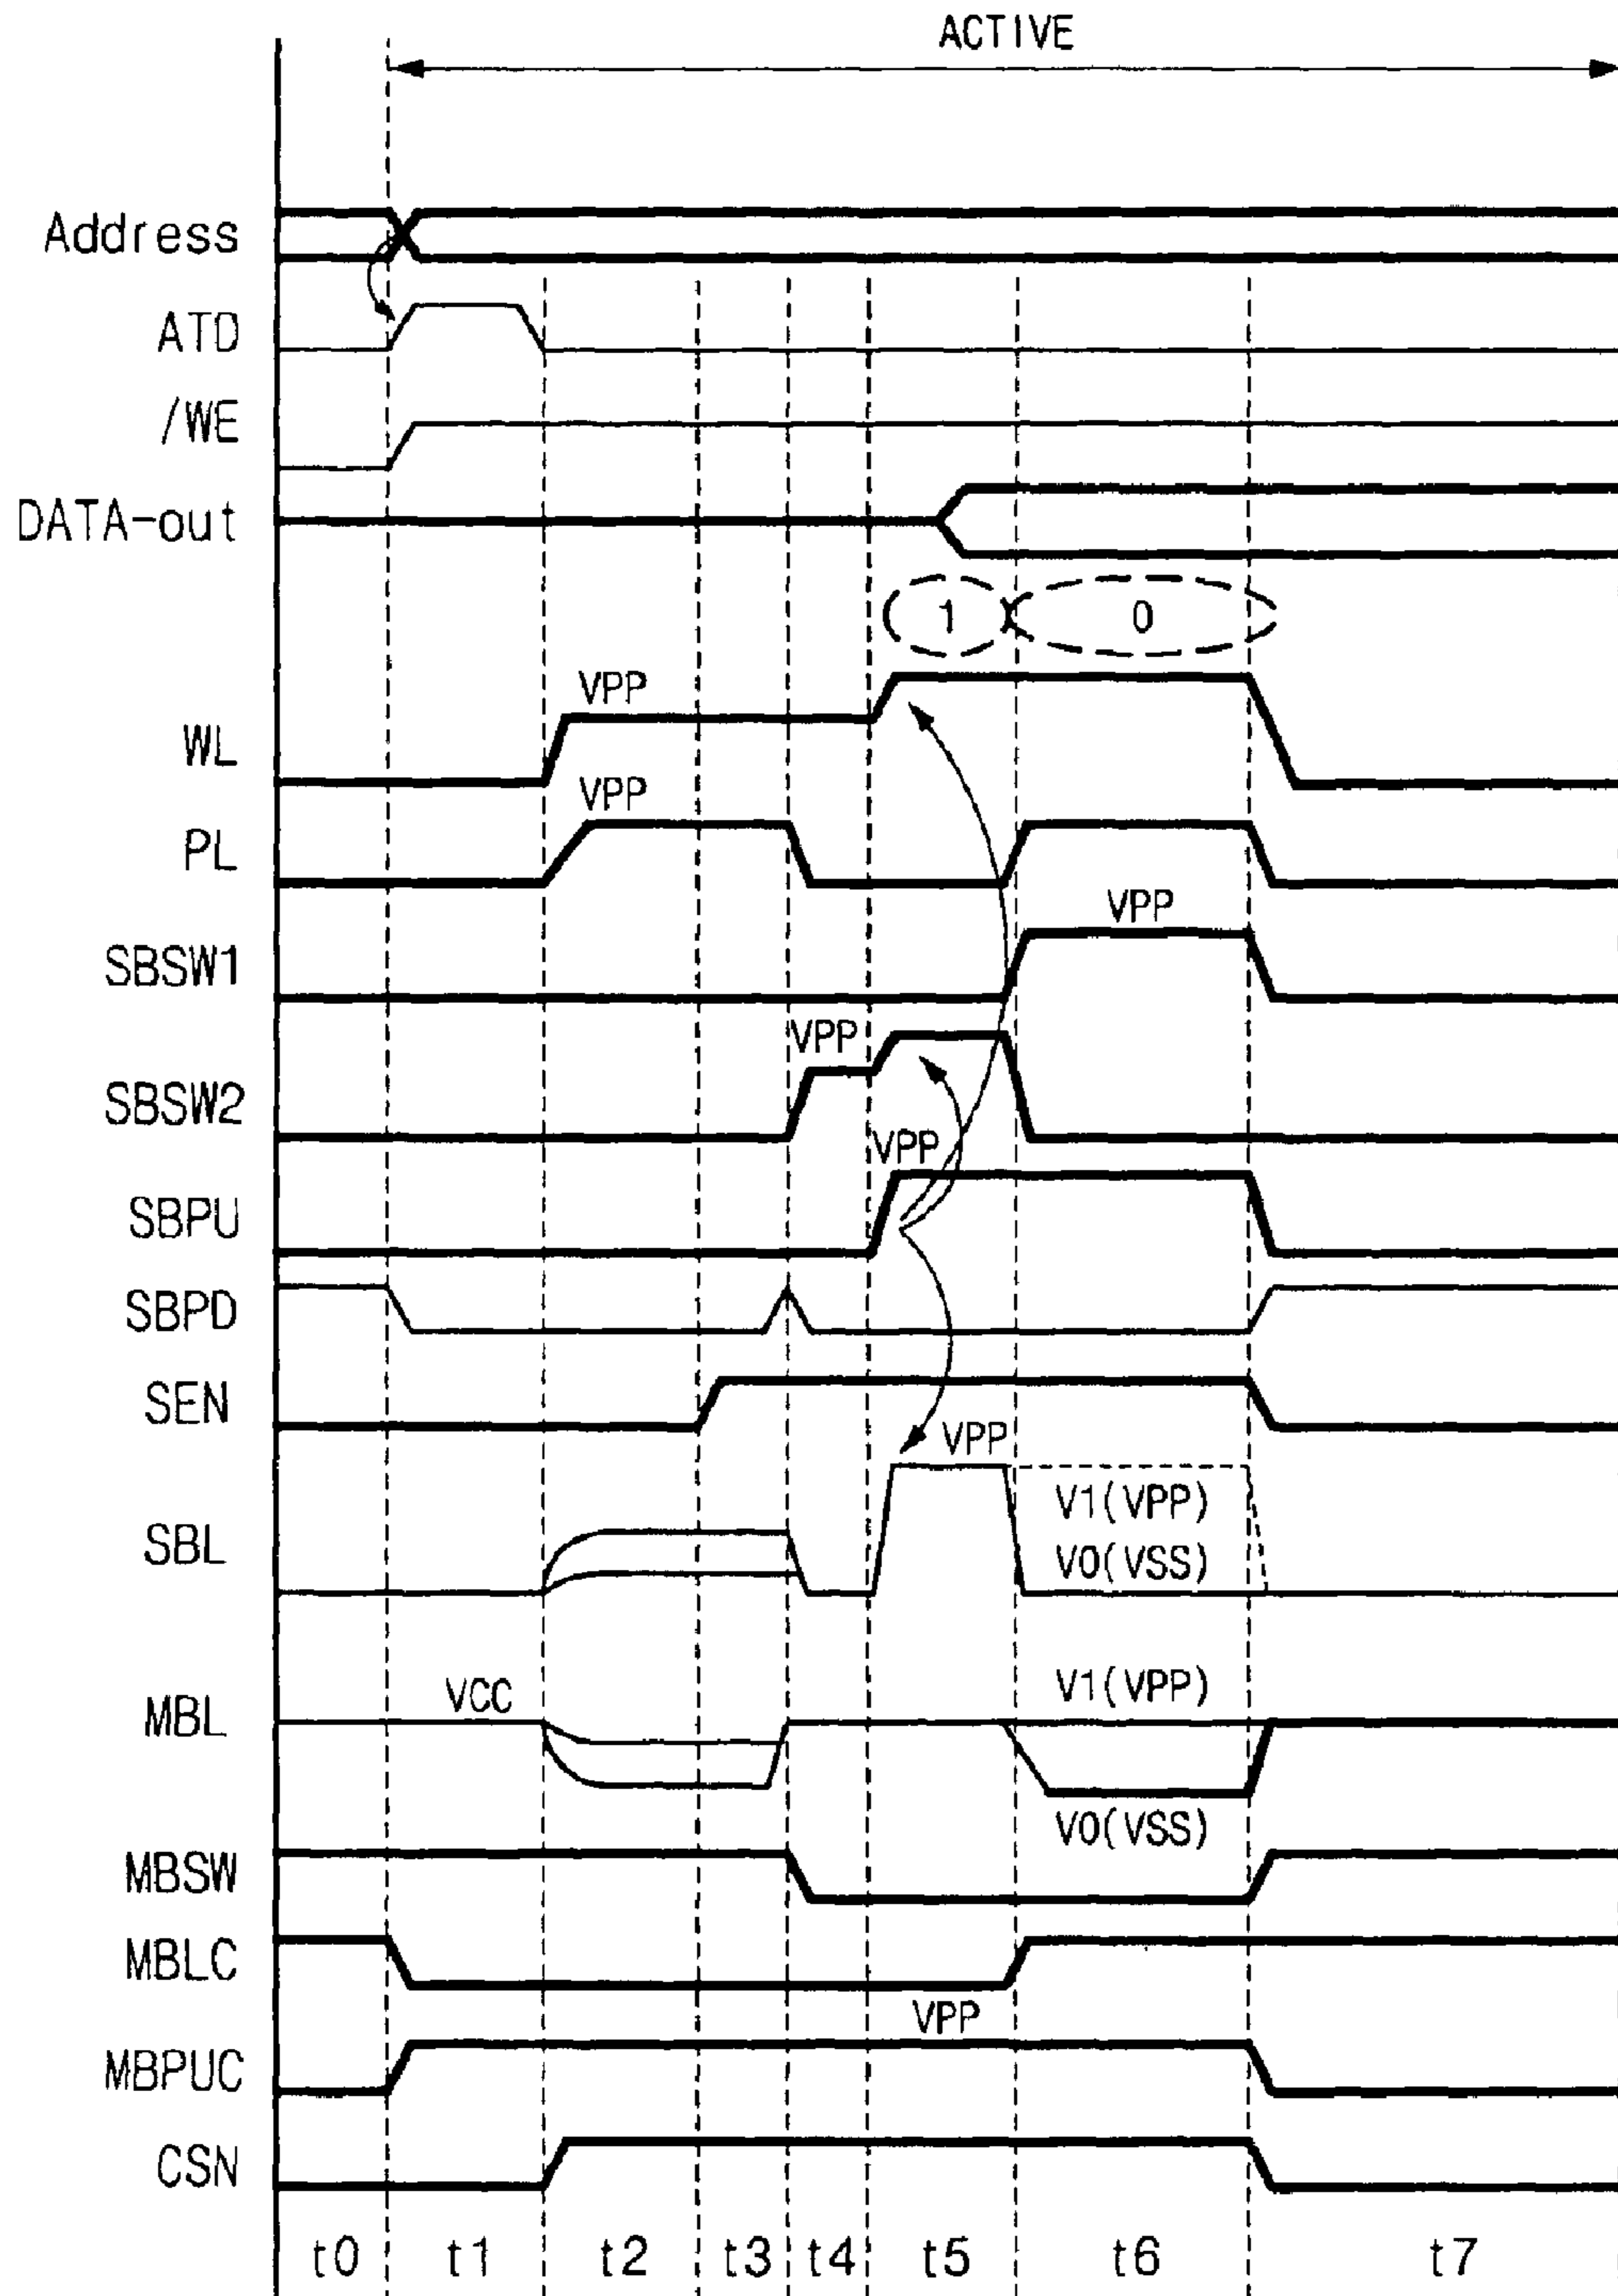 ACTIVE
Address
ATD
/WE
DATA-out
1 0
VPP
WL
VPP
PL
VPP
SBSW1
VPP
SBSW2
VPP
SBPU
SBPD
SEN
VPP
V1(VPP)
SBL V0(VSS)
VCC V1(VPP)
MBL
V0(VSS)
MBSW
MBLC
VPP
MBPUC
CSN
t0 t1 t2 t3 t4 t5 t6 t7